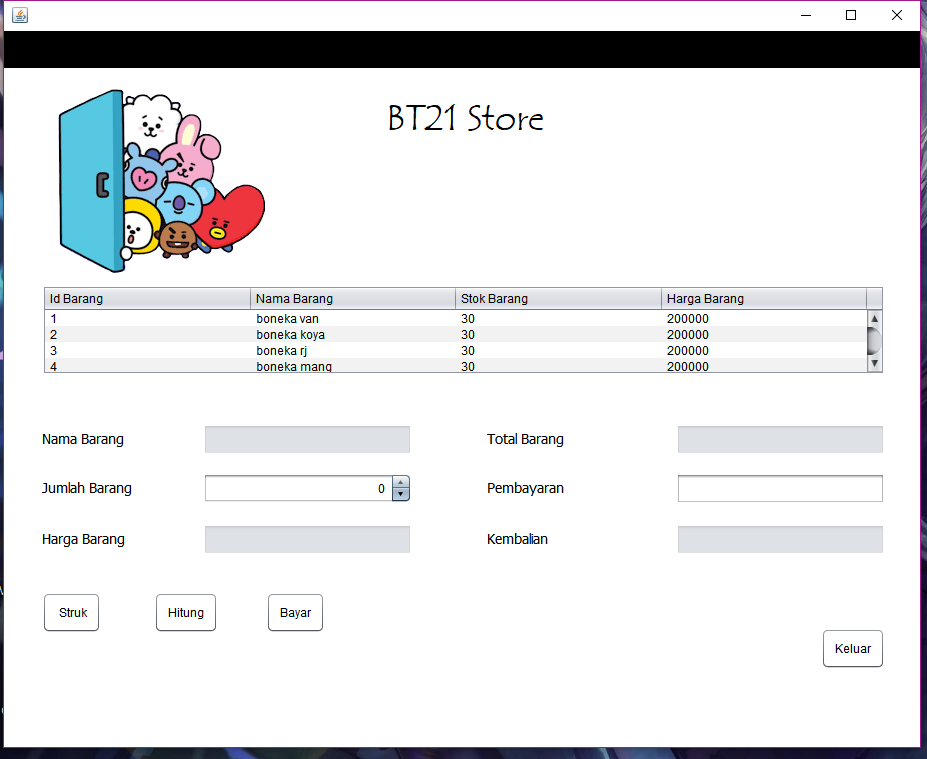 BT21 Store
Id Barang Nama Barang Stok Barang Harga Barang
1 boneka van 30 200000
2 boneka koya 30 200000
3 boneka rj 30 200000
4 boneka mang 30 200000
Nama Barang Total Barang
Jumlah Barang 0 Pembayaran
Harga Barang Kembalian
Struk Hitung Bayar
Keluar